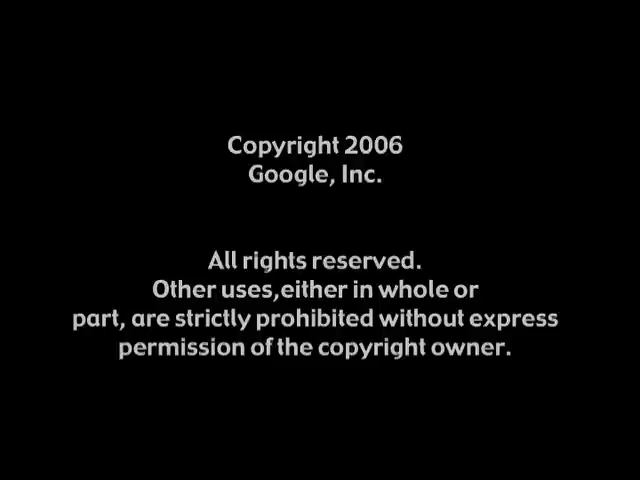 Copyright 2006
Google, Inc.
All rights reserved.
Other uses,either in whole or
part, are strictly prohibited without express
permission of the copyright owner.